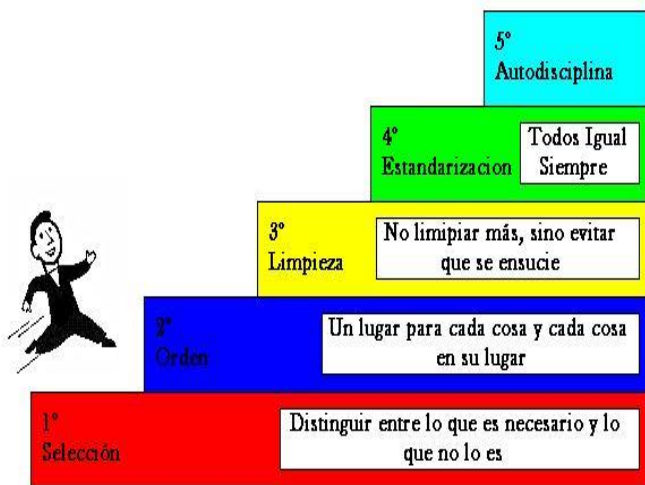 5°
Autodisciplina
4°
Estandarizacion
Todos Igual
Siempre
3°
Limpieza
No limipiar más, sino evitar
que se ensucie
2°
Orden
Un lugar para cada cosa y cada cosa
en su lugar
1°
Selección
Distinguir entre lo que es necesario y lo
que no lo es